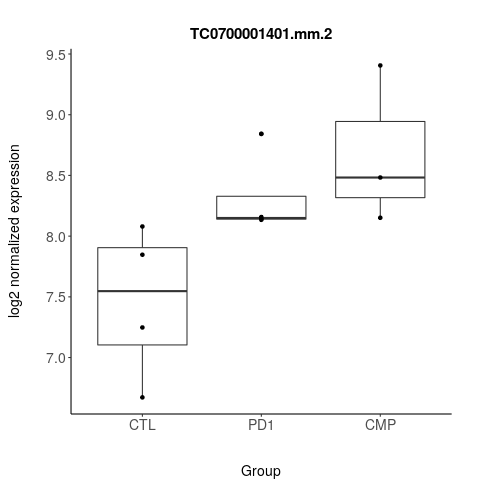 TC0700001401.mm.2
log2 normalized expression
9.5
9.0
8.5
8.0
7.5
7.0
CTL PD1 CMP
Group